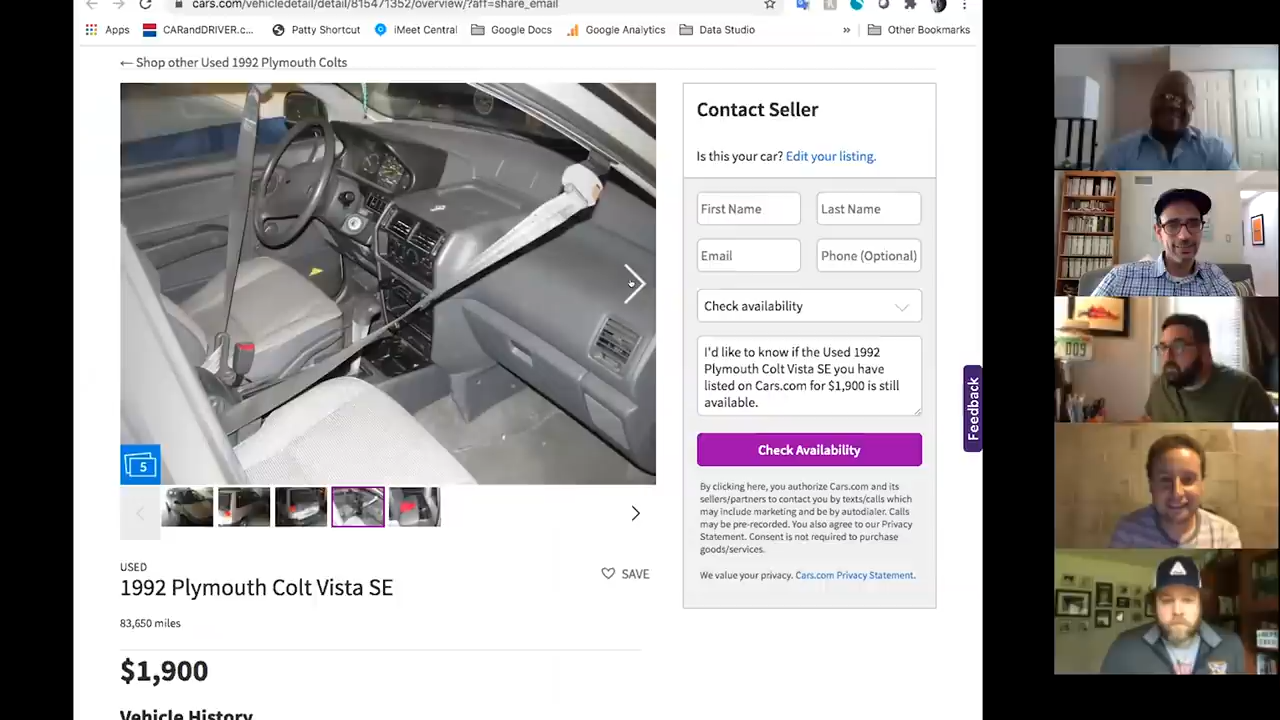 cars.com/vehicledetail/detail/815471352/overview/?aff=share_email
Apps
CARandDRIVER.c...
Patty Shortcut
iMeet Central
Google Docs
Google Analytics
Data Studio
»
Other Bookmarks
← Shop other Used 1992 Plymouth Colts
5
USED
1992 Plymouth Colt Vista SE
SAVE
83,650 miles
$1,900
Vehicle History
Contact Seller
Is this your car? Edit your listing.
First Name
Last Name
Email
Phone (Optional)
Check availability
I'd like to know if the Used 1992
Plymouth Colt Vista SE you have
listed on Cars.com for $1,900 is still
available.
Check Availability
By clicking here, you authorize Cars.com and its
sellers/partners to contact you by texts/calls which
may include marketing and be by autodialer. Calls
may be pre-recorded. You also agree to our Privacy
Statement. Consent is not required to purchase
goods/services.
We value your privacy. Cars.com Privacy Statement.
Feedback
009